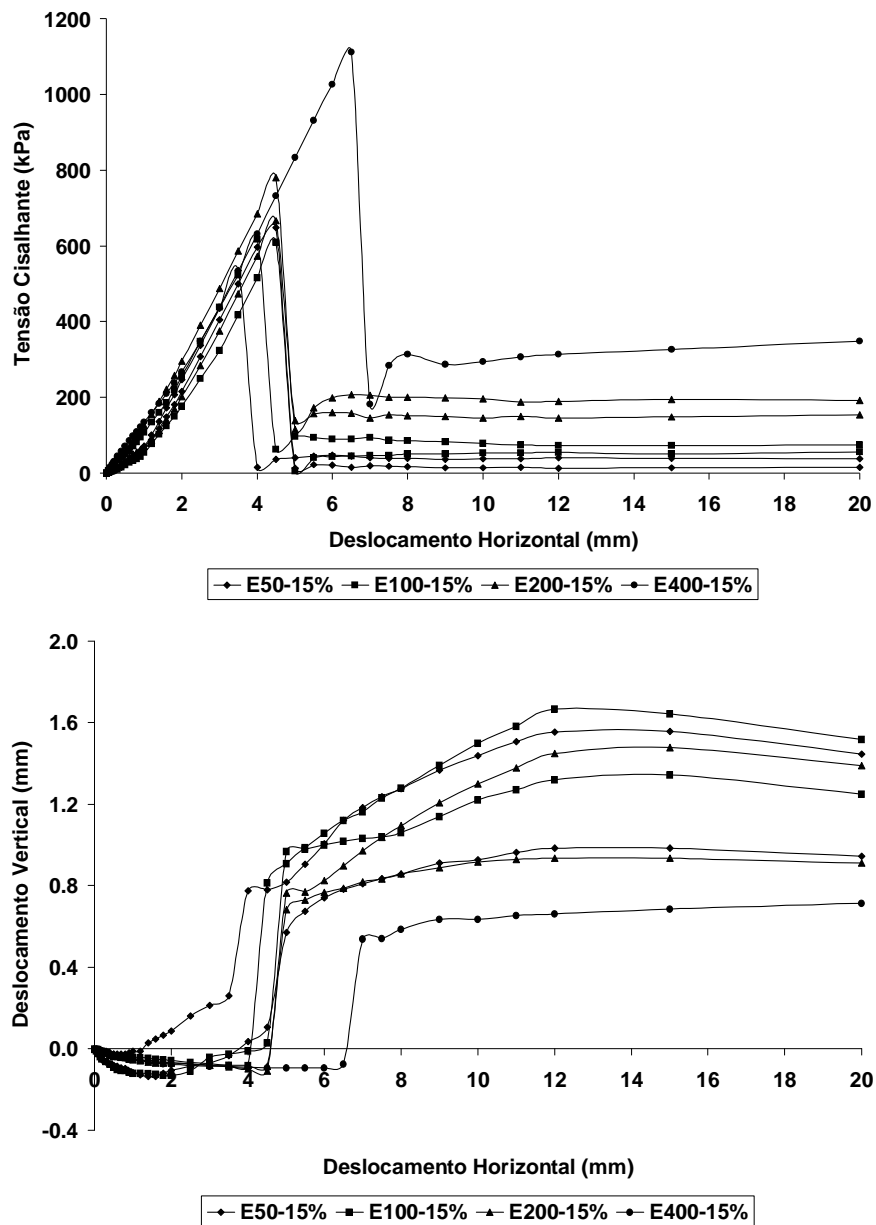 1200
1000
800
600
400
200
0
Tensão Cisalhante (kPa)
0 2 4 6 8 10 12 14 16 18 20
Deslocamento Horizontal (mm)
E50-15% E100-15% E200-15% E400-15%
2.0
1.6
1.2
0.8
0.4
0.0
-0.4
Deslocamento Vertical (mm)
0 2 4 6 8 10 12 14 16 18 20
Deslocamento Horizontal (mm)
E50-15% E100-15% E200-15% E400-15%